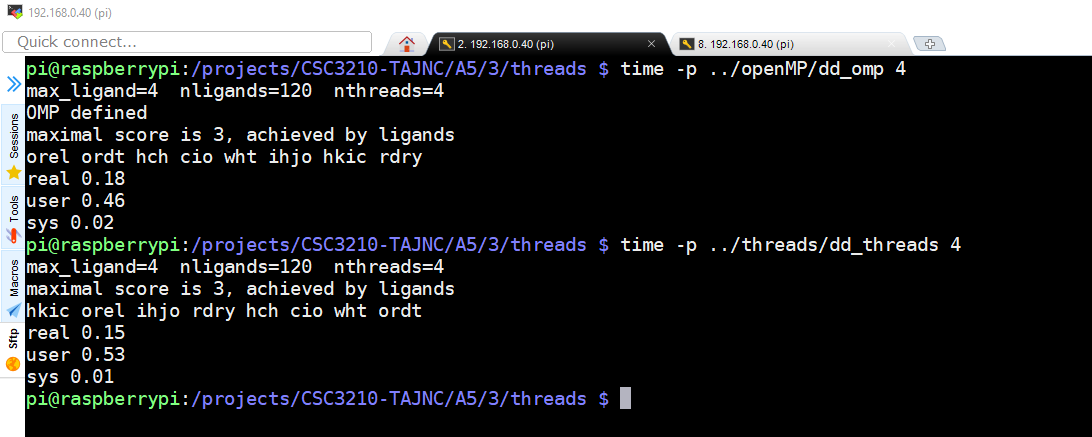 192.168.0.40 (pi)
Quick connect...
2. 192.168.0.40 (pi)
8. 192.168.0.40 (pi)
Sessions
Tools
Macros
Sftp
pi@raspberrypi:/projects/CSC3210-TAJNC/A5/3/threads $ time -p ../openMP/dd_omp 4
max_ligand=4  nligands=120  nthreads=4
OMP defined
maximal score is 3, achieved by ligands
orel ordt hch cio wht ihjo hkic rdry
real 0.18
user 0.46
sys 0.02
pi@raspberrypi:/projects/CSC3210-TAJNC/A5/3/threads $ time -p ../threads/dd_threads 4
max_ligand=4  nligands=120  nthreads=4
maximal score is 3, achieved by ligands
hkic orel ihjo rdry hch cio wht ordt
real 0.15
user 0.53
sys 0.01
pi@raspberrypi:/projects/CSC3210-TAJNC/A5/3/threads $